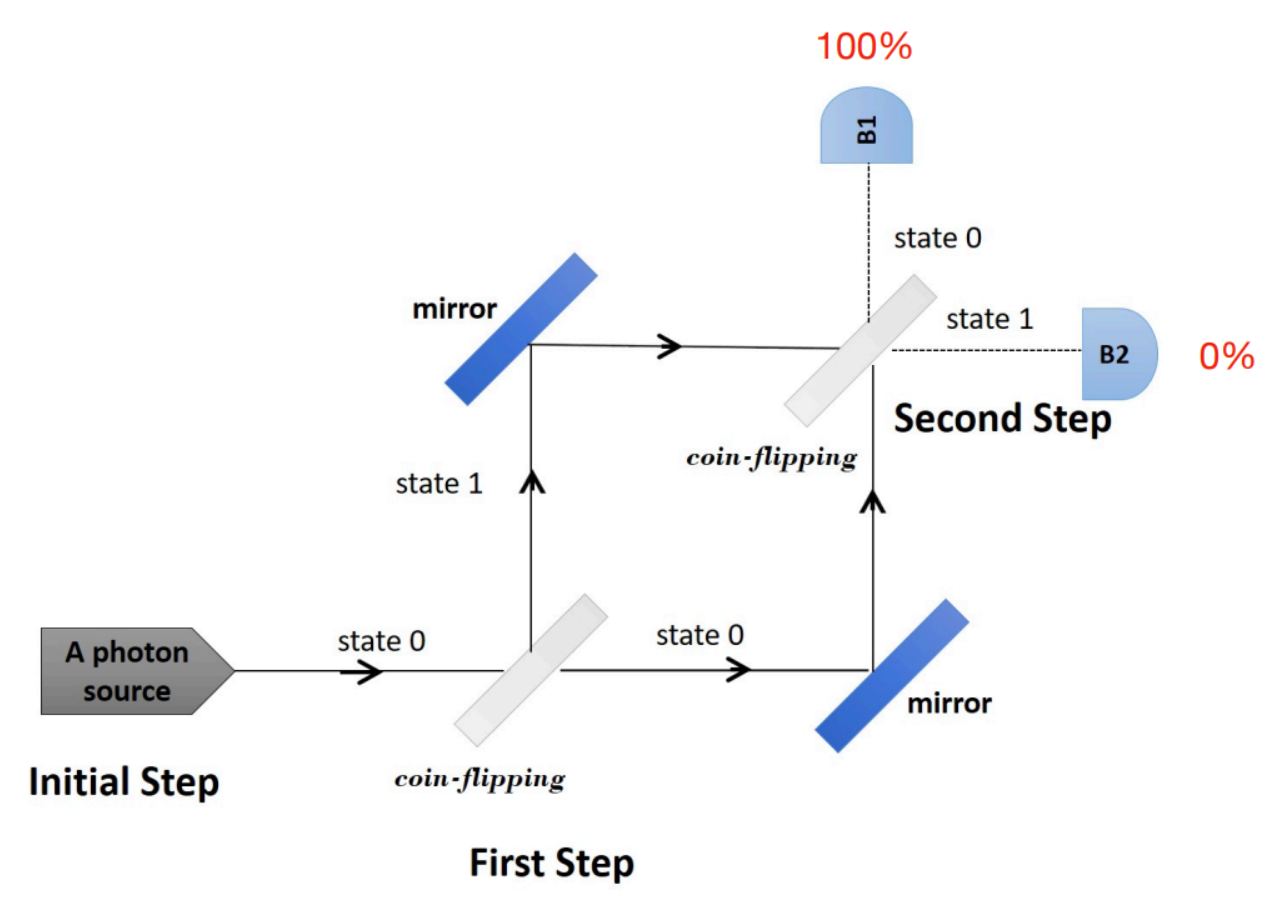 100%
B1
state 0
mirror
state 1
B2
0%
Second Step
coin-flipping
state 1
state 0
state 0
A photon
source
mirror
Initial Step
coin-flipping
First Step